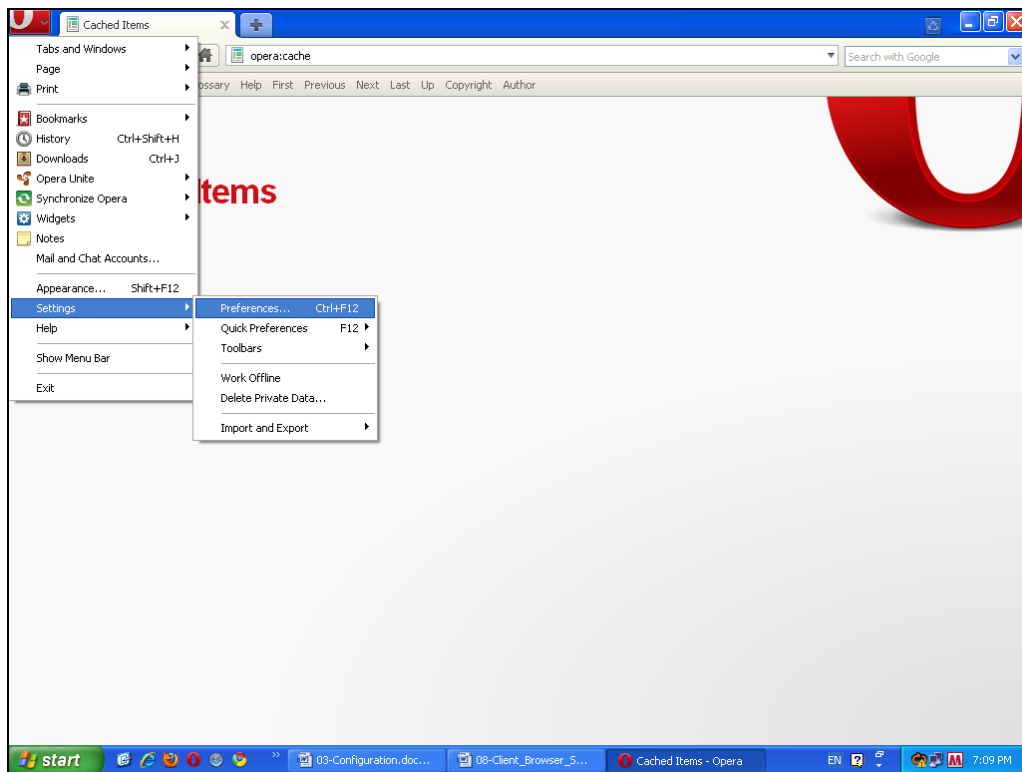 Cached Items
Tabs and Windows
opera:cache
Search with Google
Page
Print
Help First Previous Next Last Up Copyright Author
Bookmarks
History Ctrl+Shift+H
Downloads Ctrl+J
Opera Unite
Synchronize Opera
Widgets
Notes
Mail and Chat Accounts...
Appearance... Shift+F12
Settings
Help
Show Menu Bar
Exit
Preferences... Ctrl+F12
Quick Preferences F12
Toolbars
Work Offline
Delete Private Data...
Import and Export
start
03-Configuration.doc...
08-Client_Browser_S...
Cached Items - Opera
EN
7:09 PM